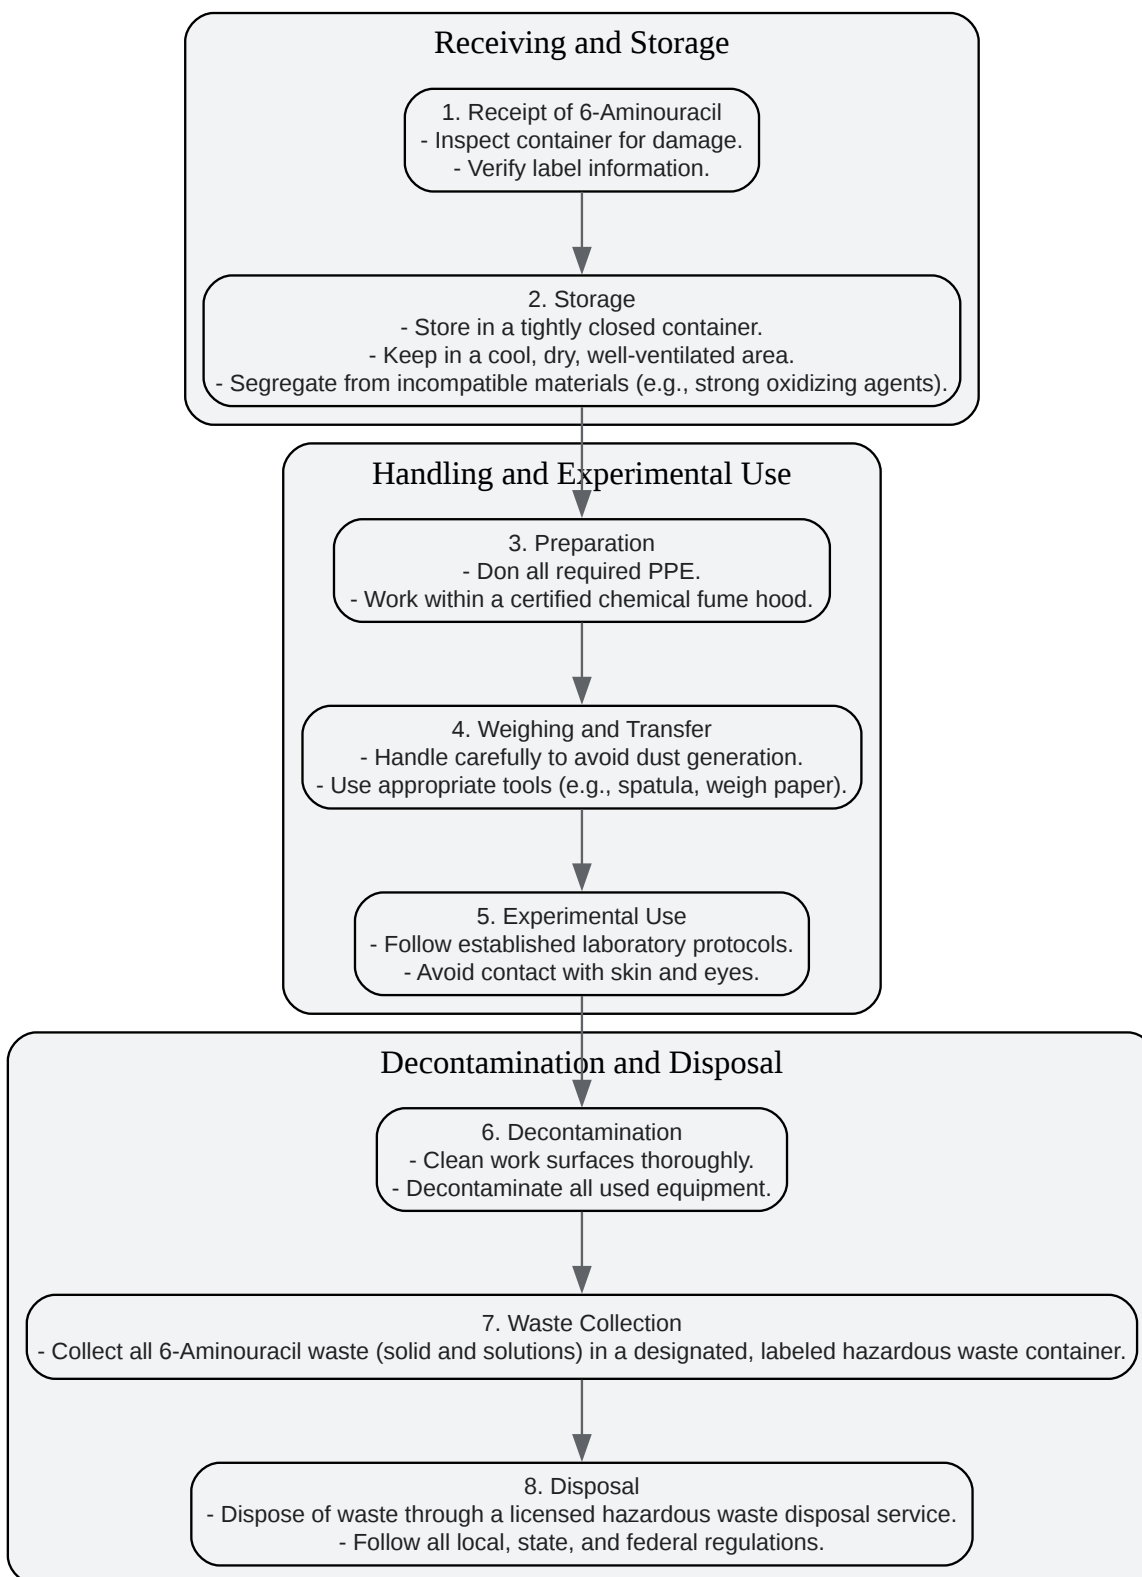 Receiving and Storage
1. Receipt of 6-Aminouracil
- Inspect container for damage.
- Verify label information.
2. Storage
- Store in a tightly closed container.
- Keep in a cool, dry, well-ventilated area.
- Segregate from incompatible materials (e.g., strong oxidizing agents).
Handling and Experimental Use
3. Preparation
- Don all required PPE.
- Work within a certified chemical fume hood.
4. Weighing and Transfer
- Handle carefully to avoid dust generation.
- Use appropriate tools (e.g., spatula, weigh paper).
5. Experimental Use
- Follow established laboratory protocols.
- Avoid contact with skin and eyes.
Decontamination and Disposal
6. Decontamination
- Clean work surfaces thoroughly.
- Decontaminate all used equipment.
7. Waste Collection
- Collect all 6-Aminouracil waste (solid and solutions) in a designated, labeled hazardous waste container.
8. Disposal
- Dispose of waste through a licensed hazardous waste disposal service.
- Follow all local, state, and federal regulations.